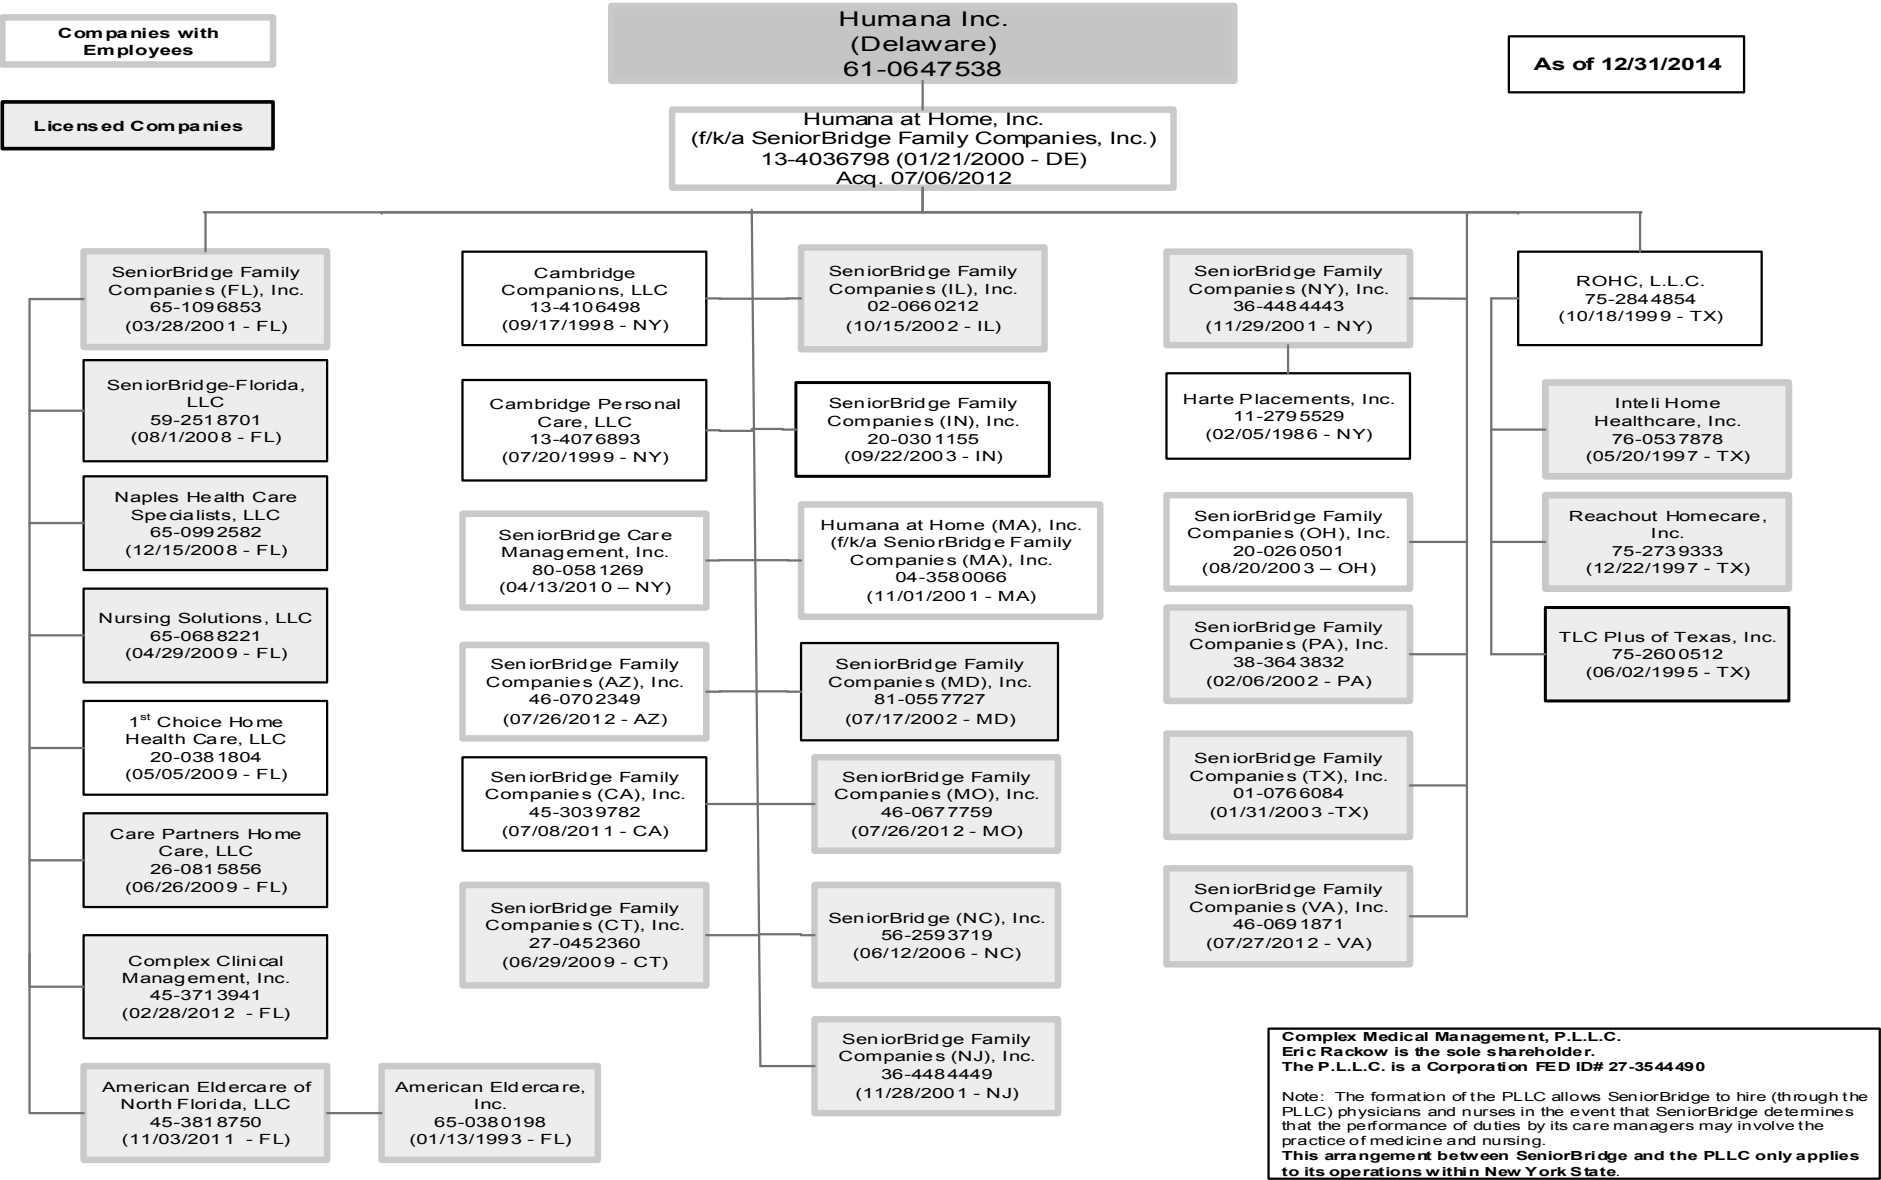 Companies with
Employees
Licensed Companies
Humana Inc.
(Delaware)
61-0647538
As of 12/31/2014
Humana at Home, Inc.
(f/k/a SeniorBridge Family Companies, Inc.)
13-4036798 (01/21/2000 - DE)
Acq. 07/06/2012
SeniorBridge Family
Companies (FL), Inc.
65-1096853
(03/28/2001 - FL)
SeniorBridge-Florida,
LLC
59-2518701
(08/1/2008 - FL)
Naples Health Care
Specialists, LLC
65-0992582
(12/15/2008 - FL)
Nursing Solutions, LLC
65-0688221
(04/29/2009 - FL)
1st Choice Home
Health Care, LLC
20-0381804
(05/05/2009 - FL)
Care Partners Home
Care, LLC
26-0815856
(06/26/2009 - FL)
Complex Clinical
Management, Inc.
45-3713941
(02/28/2012 - FL)
American Eldercare of
North Florida, LLC
45-3818750
(11/03/2011 - FL)
American Eldercare,
Inc.
65-0380198
(01/13/1993 - FL)
Cambridge
Companions, LLC
13-4106498
(09/17/1998 - NY)
Cambridge Personal
Care, LLC
13-4076893
(07/20/1999 - NY)
SeniorBridge Care
Management, Inc.
80-0581269
(04/13/2010 – NY)
SeniorBridge Family
Companies (AZ), Inc.
46-0702349
(07/26/2012 - AZ)
SeniorBridge Family
Companies (CA), Inc.
45-3039782
(07/08/2011 - CA)
SeniorBridge Family
Companies (CT), Inc.
27-0452360
(06/29/2009 - CT)
SeniorBridge Family
Companies (IL), Inc.
02-0660212
(10/15/2002 - IL)
SeniorBridge Family
Companies (IN), Inc.
20-0301155
(09/22/2003 - IN)
Humana at Home (MA), Inc.
(f/k/a SeniorBridge Family
Companies (MA), Inc.
04-3580066
(11/01/2001 - MA)
SeniorBridge Family
Companies (MD), Inc.
81-0557727
(07/17/2002 - MD)
SeniorBridge Family
Companies (MO), Inc.
46-0677759
(07/26/2012 - MO)
SeniorBridge (NC), Inc.
56-2593719
(06/12/2006 - NC)
SeniorBridge Family
Companies (NJ), Inc.
36-4484449
(11/28/2001 - NJ)
SeniorBridge Family
Companies (NY), Inc.
36-4484443
(11/29/2001 - NY)
Harte Placements, Inc.
11-2795529
(02/05/1986 - NY)
SeniorBridge Family
Companies (OH), Inc.
20-0260501
(08/20/2003 – OH)
SeniorBridge Family
Companies (PA), Inc.
38-3643832
(02/06/2002 - PA)
SeniorBridge Family
Companies (TX), Inc.
01-0766084
(01/31/2003 -TX)
SeniorBridge Family
Companies (VA), Inc.
46-0691871
(07/27/2012 - VA)
ROHC, L.L.C.
75-2844854
(10/18/1999 - TX)
Inteli Home
Healthcare, Inc.
76-0537878
(05/20/1997 - TX)
Reachout Homecare,
Inc.
75-2739333
(12/22/1997 - TX)
TLC Plus of Texas, Inc.
75-2600512
(06/02/1995 - TX)
Complex Medical Management, P.L.L.C.
Eric Rackow is the sole shareholder.
The P.L.L.C. is a Corporation FED ID# 27-3544490
Note: The formation of the PLLC allows SeniorBridge to hire (through the
PLLC) physicians and nurses in the event that SeniorBridge determines
that the performance of duties by its care managers may involve the
practice of medicine and nursing.
This arrangement between SeniorBridge and the PLLC only applies
to its operations within New York State.